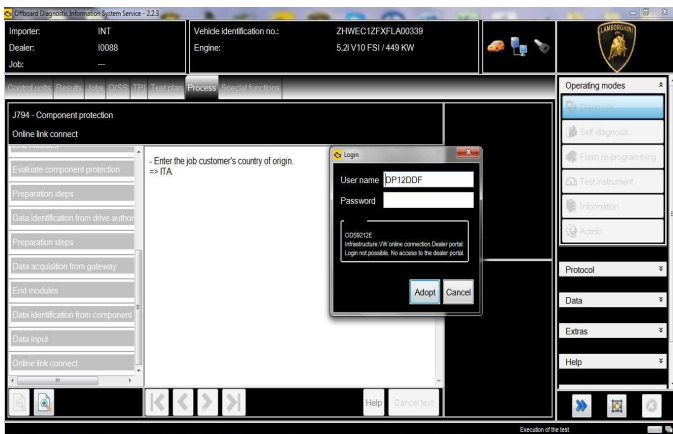 Offboard Diagnostic Information System Service - 2.2.3
Importer: INT
Dealer: I0088
Job: ---
Vehicle identification no.: ZHWEC1ZFXFLA00339
Engine: 5.2l V10 FSI / 449 KW
LAMBORGHINI
Control units Results Jobs DISS TPI Test plan Process Special functions
J794 - Component protection
Online link connect
End modules
Evaluate component protection
Preparation steps
Data identification from drive author
Preparation steps
Data acquisition from gateway
End modules
Data identification from component
Data input
Online link connect
- Enter the job customer's country of origin.
=> ITA
Help
Cancel test
Login
User name DP12DDF
Password
ODS9212E
Infrastructure.VW online connection.Dealer portal:
Login not possible. No access to the dealer portal.
Adopt Cancel
Operating modes
Diagnosis
Self-diagnosis
Flash re-programming
Test instrument
Information
Admin
Protocol
Data
Extras
Help
Execution of the test